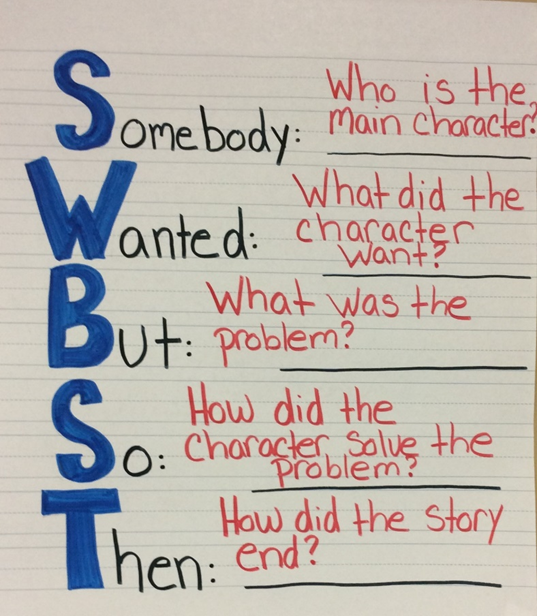 Somebody: Who is the
main character?
Wanted: What did the
character
want?
But: What was the
problem?
So: How did the
character solve the
problem?
Then: How did the story
end?